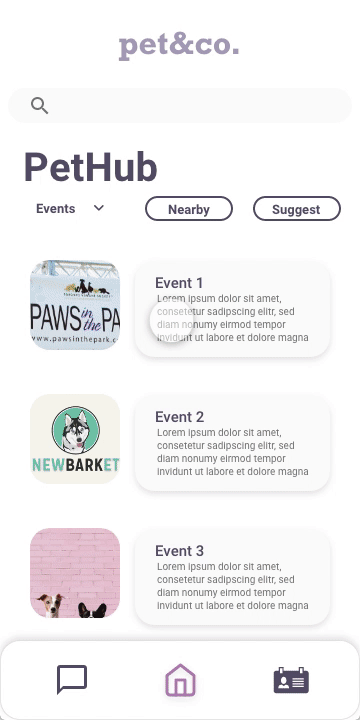 pet&co.
PetHub
Events
Nearby
Suggest
PAWS in the PA
www.pawsinthepark.c
Event 1
Lorem ipsum dolor sit amet,
consetetur sadipscing elitr, sed
diam nonumy eirmod tempor
invidunt ut labore et dolore magna
NEWBARKET
Event 2
Lorem ipsum dolor sit amet,
consetetur sadipscing elitr, sed
diam nonumy eirmod tempor
invidunt ut labore et dolore magna
Event 3
Lorem ipsum dolor sit amet,
consetetur sadipscing elitr, sed
diam nonumy eirmod tempor
invidunt ut labore et dolore magna